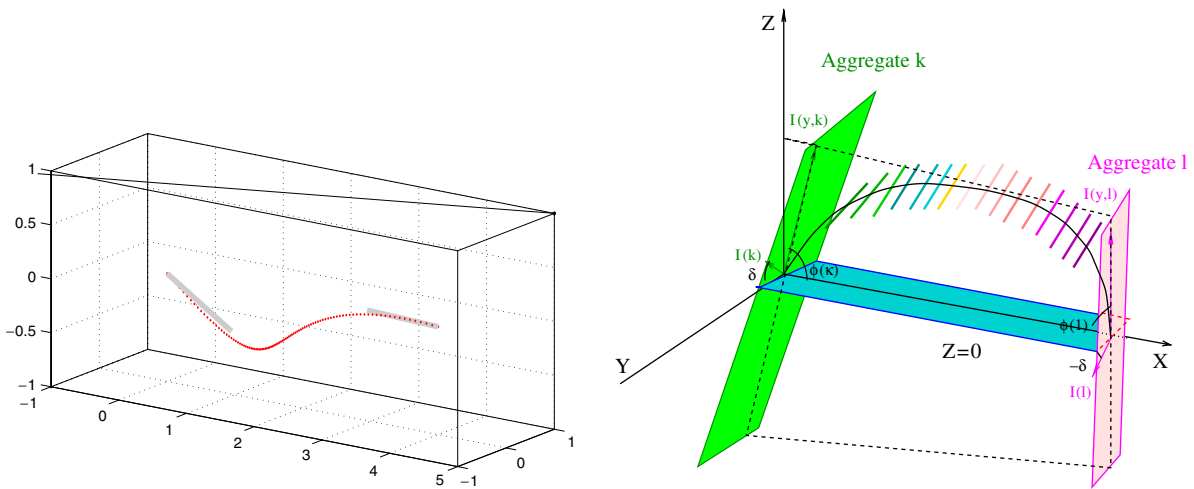 1
0.5
0
−0.5
−1
−1
0
1
2
3
4
5
−1
0
1
Z
Aggregate k
I(y,k)
Aggregate l
I(y,l)
I(k)
δ
ϕ(κ)
ϕ(l)
Z=0
X
Y
−δ
I(l)